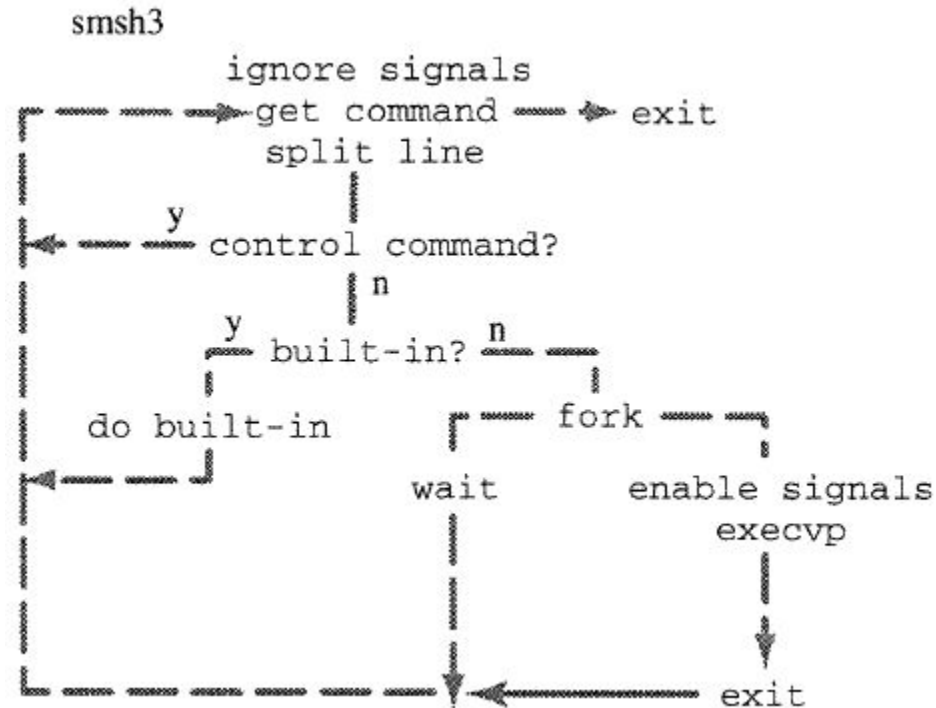 smsh3
ignore signals
get command
exit
split line
y
control command?
n
y
built-in?
n
do built-in
fork
wait
enable signals
execvp
exit